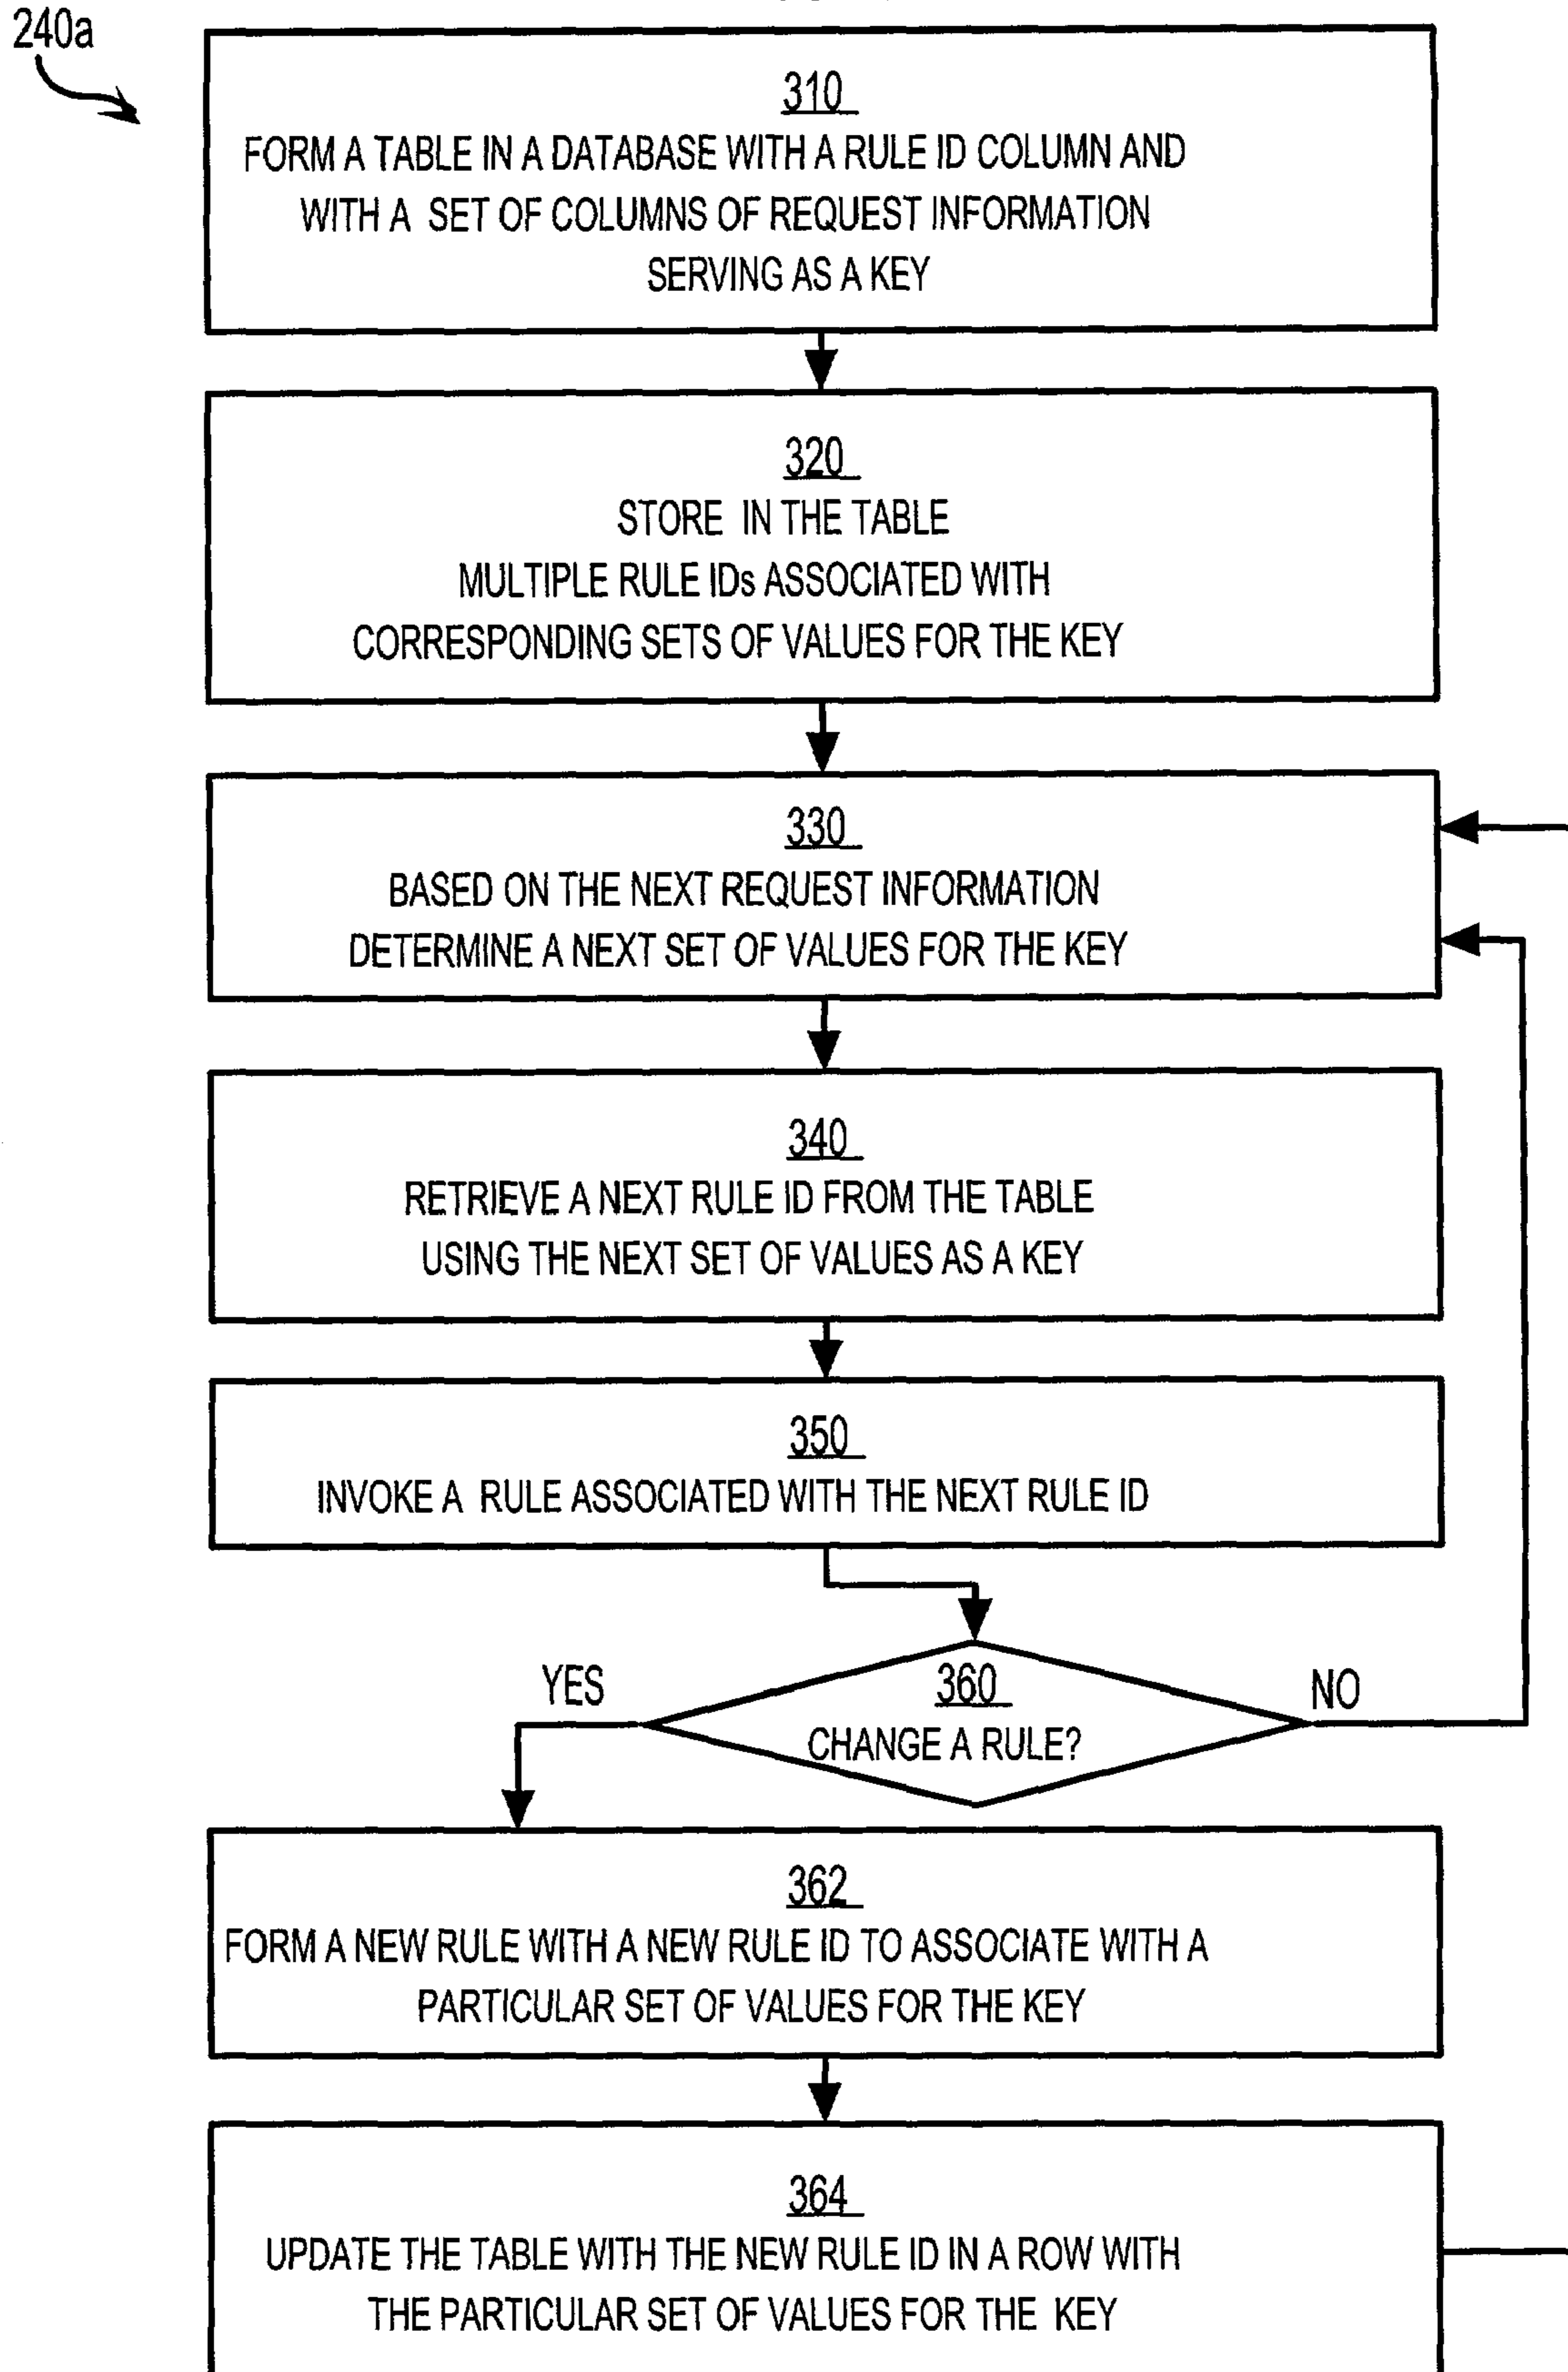 240a
310
FORM A TABLE IN A DATABASE WITH A RULE ID COLUMN AND
WITH A SET OF COLUMNS OF REQUEST INFORMATION
SERVING AS A KEY
320
STORE IN THE TABLE
MULTIPLE RULE IDs ASSOCIATED WITH
CORRESPONDING SETS OF VALUES FOR THE KEY
330
BASED ON THE NEXT REQUEST INFORMATION
DETERMINE A NEXT SET OF VALUES FOR THE KEY
340
RETRIEVE A NEXT RULE ID FROM THE TABLE
USING THE NEXT SET OF VALUES AS A KEY
350
INVOKE A RULE ASSOCIATED WITH THE NEXT RULE ID
YES
360
NO
CHANGE A RULE?
362
FORM A NEW RULE WITH A NEW RULE ID TO ASSOCIATE WITH A
PARTICULAR SET OF VALUES FOR THE KEY
364
UPDATE THE TABLE WITH THE NEW RULE ID IN A ROW WITH
THE PARTICULAR SET OF VALUES FOR THE KEY